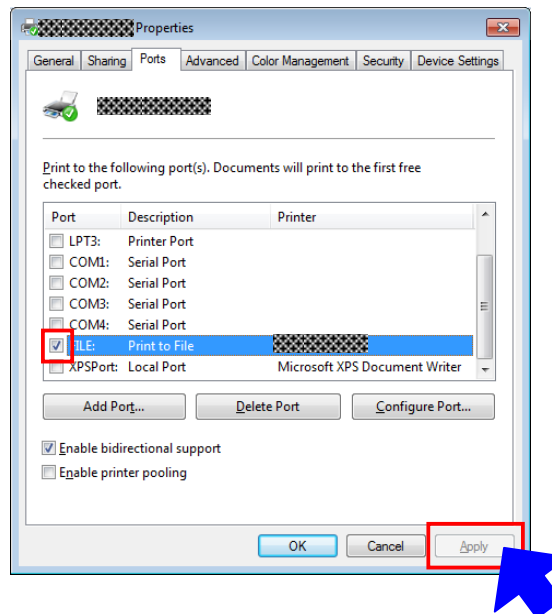 Properties
General Sharing Ports Advanced Color Management Security Device Settings
Print to the following port(s). Documents will print to the first free
checked port.
Port Description Printer
LPT3: Printer Port
COM1: Serial Port
COM2: Serial Port
COM3: Serial Port
COM4: Serial Port
FILE: Print to File
XPSPort: Local Port Microsoft XPS Document Writer
Add Port... Delete Port Configure Port...
Enable bidirectional support
Enable printer pooling
OK Cancel Apply